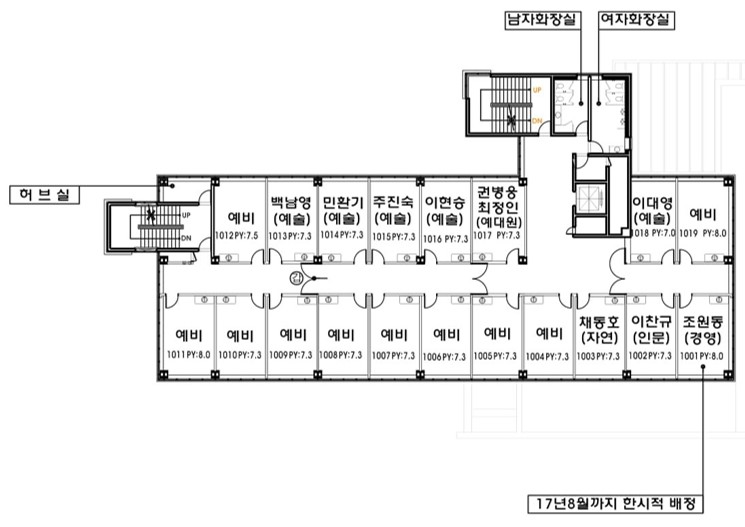 남자화장실
여자화장실
UP
DN
허브실
UP
DN
예비
1012 PY:7.5
백남영
(예술)
1013 PY:7.3
민환기
(예술)
1014 PY:7.3
주진숙
(예술)
1015 PY:7.3
이현승
(예술)
1016 PY:7.3
권병웅
최정인
(예대원)
1017 PY:7.3
이대영
(예술)
1018 PY:7.0
예비
1019 PY:8.0
예비
1011 PY:8.0
예비
1010 PY:7.3
예비
1009 PY:7.3
예비
1008 PY:7.3
예비
1007 PY:7.3
예비
1006 PY:7.3
예비
1005 PY:7.3
예비
1004 PY:7.3
채동호
(자연)
1003 PY:7.3
이찬규
(인문)
1002 PY:7.3
조원동
(경영)
1001 PY:8.0
17년8월까지 한시적 배정